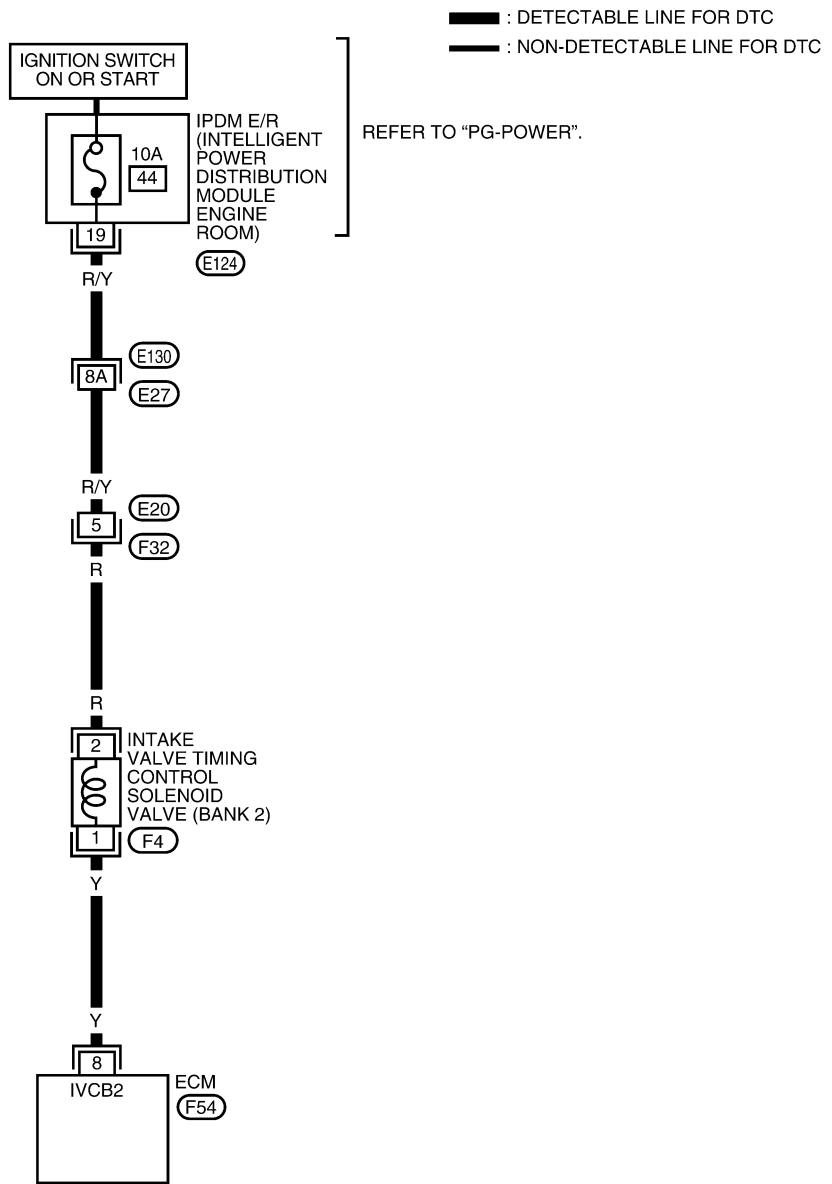 : DETECTABLE LINE FOR DTC
: NON-DETECTABLE LINE FOR DTC
IGNITION SWITCH
ON OR START
IPDM E/R
(INTELLIGENT
POWER
DISTRIBUTION
MODULE
ENGINE
ROOM)
REFER TO “PG-POWER”.
10A
44
19
E124
R/Y
E130
8A
E27
R/Y
E20
5
F32
R
R
2
INTAKE
VALVE TIMING
CONTROL
SOLENOID
VALVE (BANK 2)
1
F4
Y
Y
8
IVCB2
ECM
F54